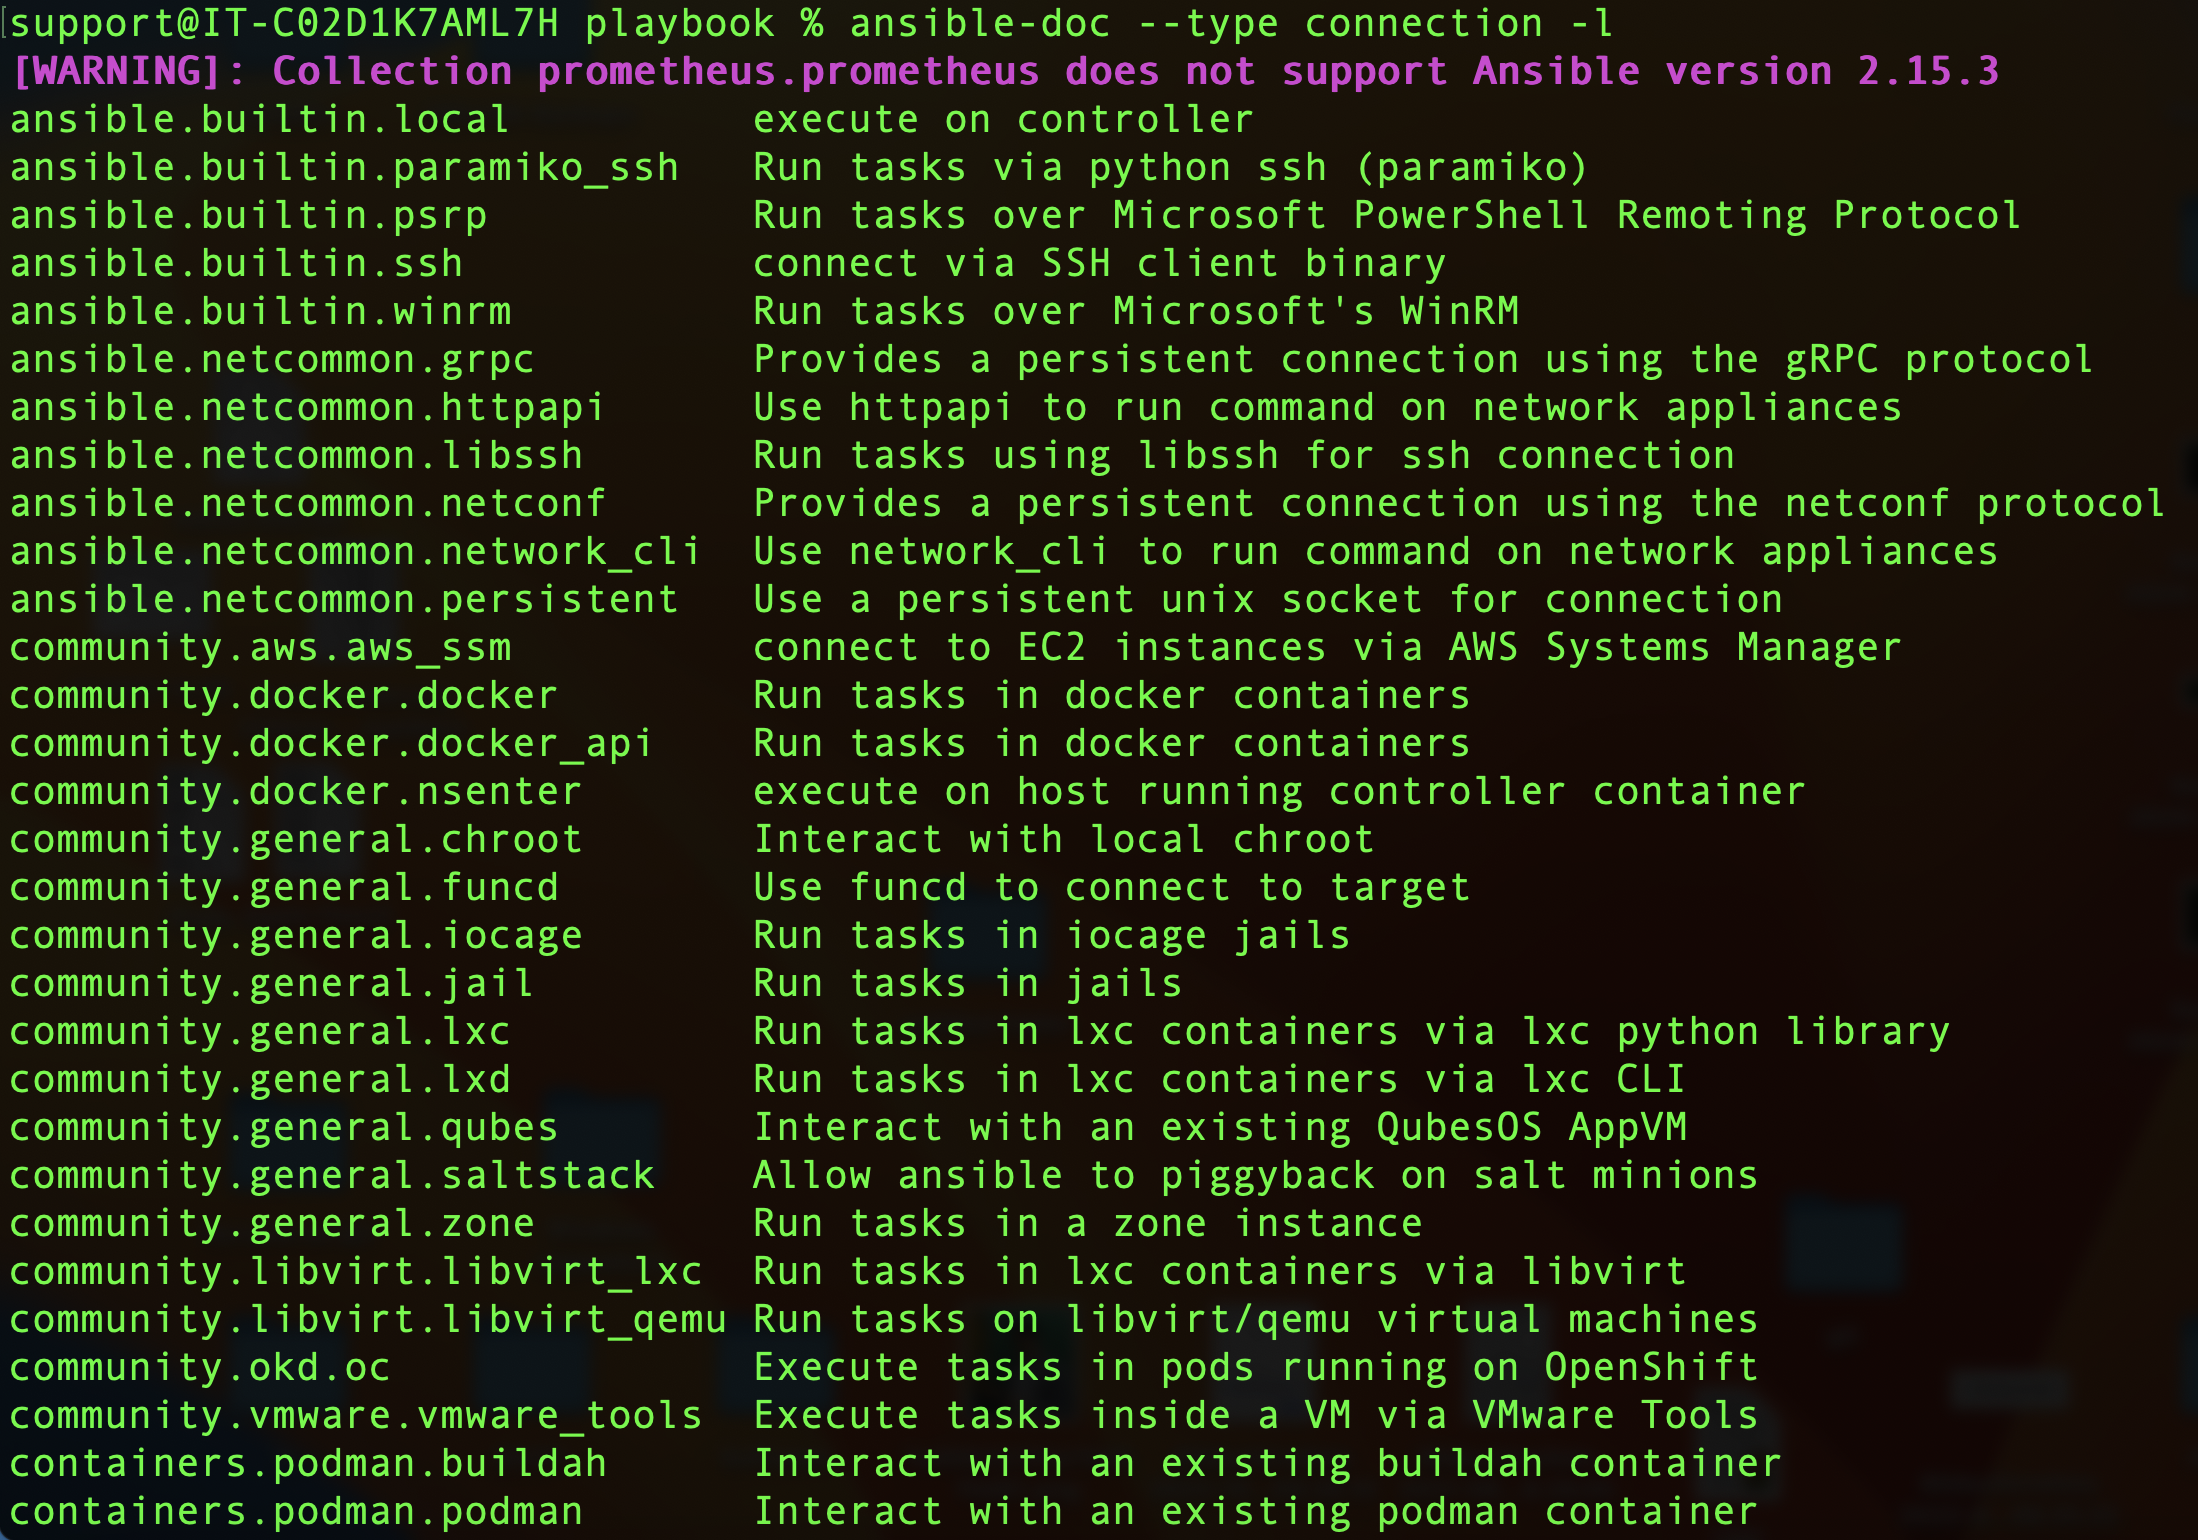 support@IT-C02D1K7AML7H playbook % ansible-doc --type connection -l
[WARNING]: Collection prometheus.prometheus does not support Ansible version 2.15.3
ansible.builtin.local          execute on controller
ansible.builtin.paramiko_ssh   Run tasks via python ssh (paramiko)
ansible.builtin.psrp           Run tasks over Microsoft PowerShell Remoting Protocol
ansible.builtin.ssh            connect via SSH client binary
ansible.builtin.winrm          Run tasks over Microsoft's WinRM
ansible.netcommon.grpc         Provides a persistent connection using the gRPC protocol
ansible.netcommon.httpapi      Use httpapi to run command on network appliances
ansible.netcommon.libssh       Run tasks using libssh for ssh connection
ansible.netcommon.netconf      Provides a persistent connection using the netconf protocol
ansible.netcommon.network_cli  Use network_cli to run command on network appliances
ansible.netcommon.persistent   Use a persistent unix socket for connection
community.aws.aws_ssm          connect to EC2 instances via AWS Systems Manager
community.docker.docker        Run tasks in docker containers
community.docker.docker_api    Run tasks in docker containers
community.docker.nsenter       execute on host running controller container
community.general.chroot       Interact with local chroot
community.general.funcd        Use funcd to connect to target
community.general.iocage       Run tasks in iocage jails
community.general.jail         Run tasks in jails
community.general.lxc          Run tasks in lxc containers via lxc python library
community.general.lxd          Run tasks in lxc containers via lxc CLI
community.general.qubes        Interact with an existing QubesOS AppVM
community.general.saltstack    Allow ansible to piggyback on salt minions
community.general.zone         Run tasks in a zone instance
community.libvirt.libvirt_lxc  Run tasks in lxc containers via libvirt
community.libvirt.libvirt_qemu Run tasks on libvirt/qemu virtual machines
community.okd.oc               Execute tasks in pods running on OpenShift
community.vmware.vmware_tools  Execute tasks inside a VM via VMware Tools
containers.podman.buildah      Interact with an existing buildah container
containers.podman.podman       Interact with an existing podman container